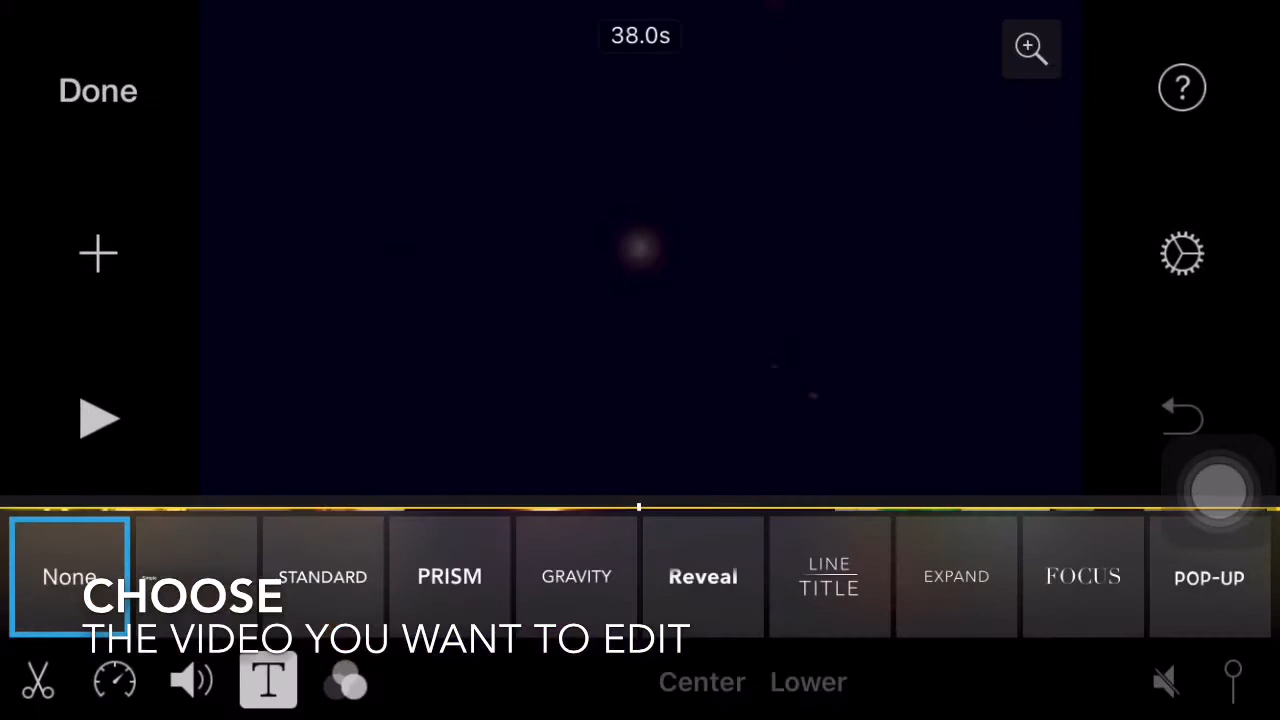 38.0s
Done
?
None
Simple
STANDARD
PRISM
GRAVITY
Reveal
LINE
TITLE
EXPAND
FOCUS
POP-UP
CHOOSE
THE VIDEO YOU WANT TO EDIT
T
Center
Lower